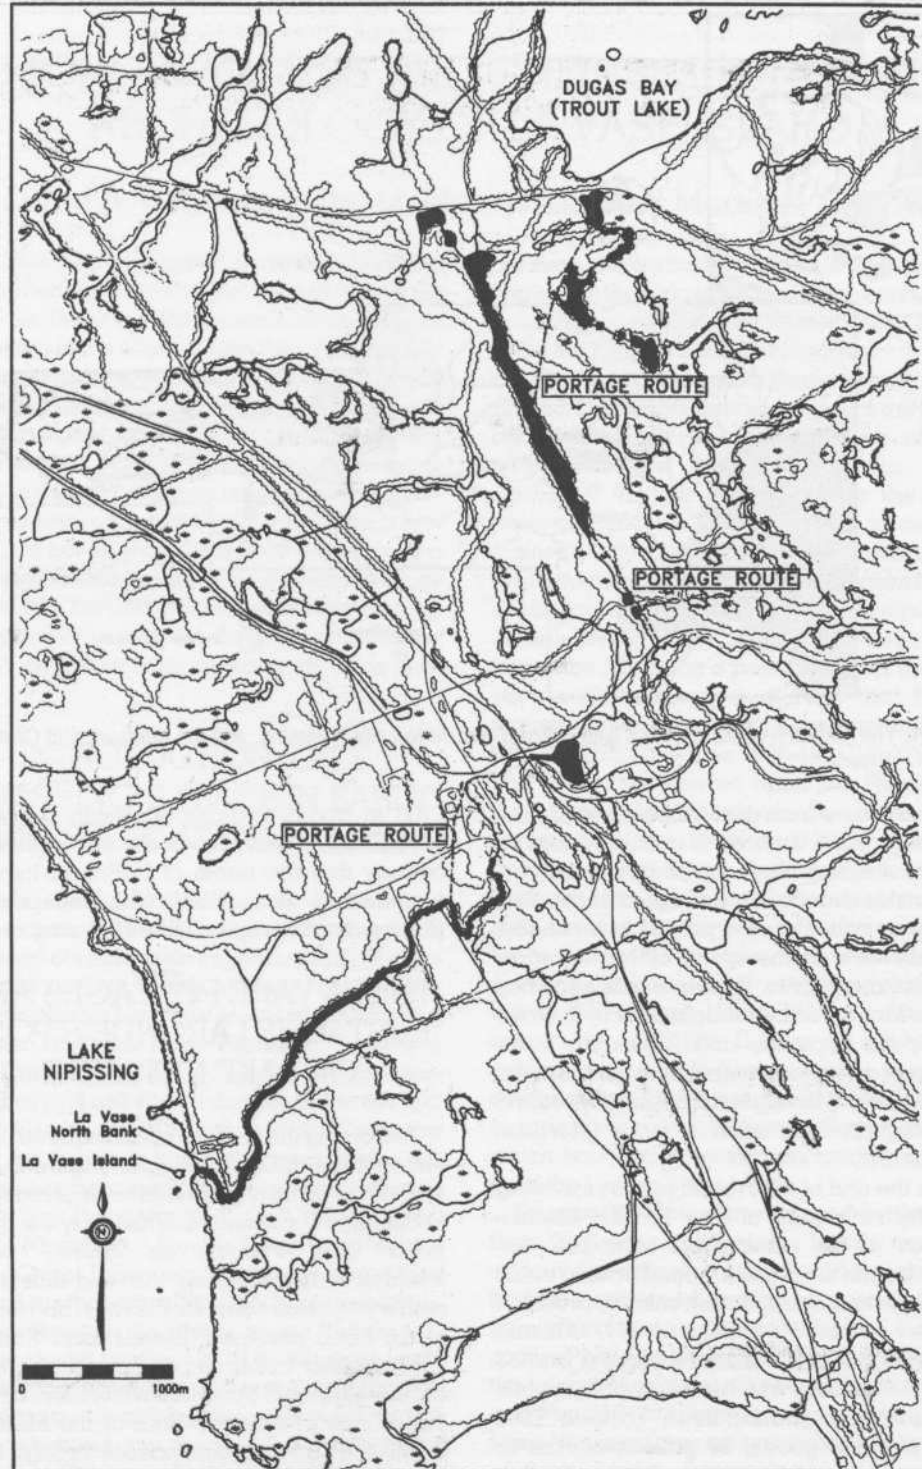 DUGAS BAY
(TROUT LAKE)
PORTAGE ROUTE
PORTAGE ROUTE
PORTAGE ROUTE
LAKE
NIPISSING
La Vase
North Bank
La Vase Island
N
0 1000m